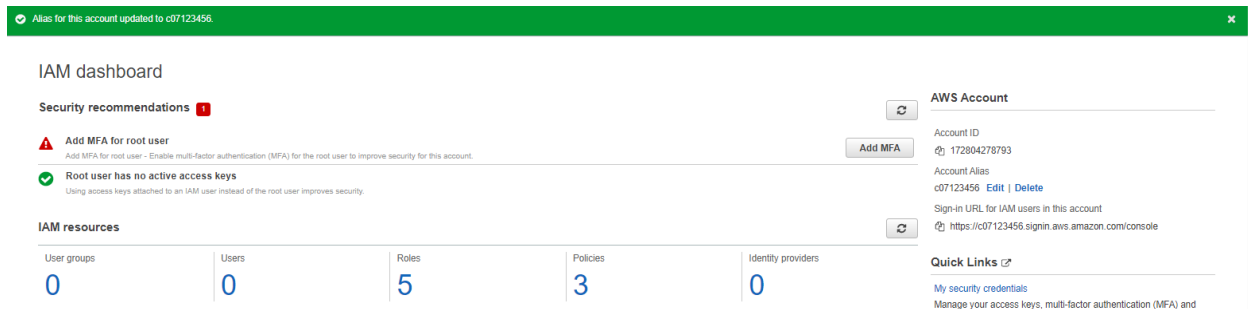 Alias for this account updated to c07123456.
IAM dashboard
Security recommendations 1
Add MFA for root user
Add MFA for root user - Enable multi-factor authentication (MFA) for the root user to improve security for this account.
Add MFA
Root user has no active access keys
Using access keys attached to an IAM user instead of the root user improves security.
IAM resources
User groups
0
Users
0
Roles
5
Policies
3
Identity providers
0
AWS Account
Account ID
172804278793
Account Alias
c07123456 Edit | Delete
Sign-in URL for IAM users in this account
https://c07123456.signin.aws.amazon.com/console
Quick Links
My security credentials
Manage your access keys, multi-factor authentication (MFA) and